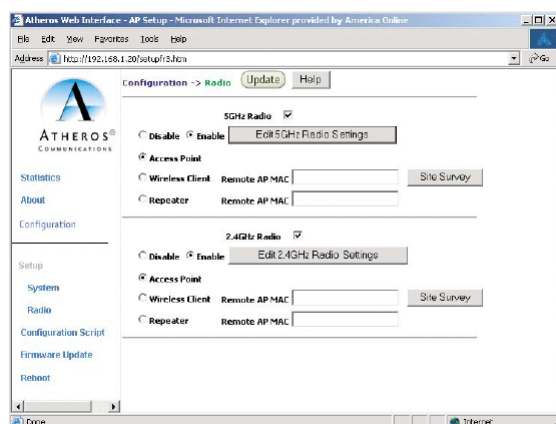 Atheros Web Interface - AP Setup - Microsoft Internet Explorer provided by America Online
File Edit View Favorites Tools Help
Address http://192.168.1.20/setupfr3.htm Go
ATHEROS®
COMMUNICATIONS
Statistics
About
Configuration
Setup
System
Radio
Configuration Script
Firmware Update
Reboot
Configuration -> Radio Update Help
5GHz Radio
Disable Enable Edit 5GHz Radio Settings
Access Point
Wireless Client Remote AP MAC Site Survey
Repeater Remote AP MAC
2.4GHz Radio
Disable Enable Edit 2.4GHz Radio Settings
Access Point
Wireless Client Remote AP MAC Site Survey
Repeater Remote AP MAC
Done Internet